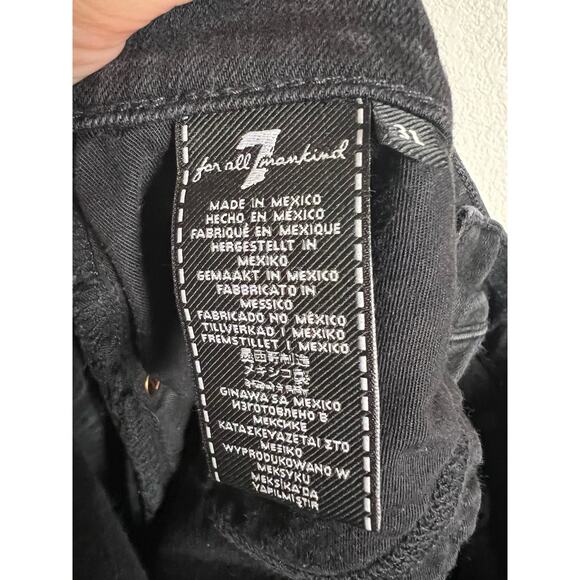 7
for all mankind
31
MADE IN MEXICO
HECHO EN MÉXICO
FABRIQUÉ EN MEXIQUE
HERGESTELLT IN
MEXIKO
GEMAAKT IN MEXICO
FABBRICATO IN
MESSICO
FABRICADO NO MÉXICO
TILLVERKAD I MEXIKO
FREMSTILLET I MEXIKO
墨西哥制造
メキシコ製
GINAWA SA MEXICO
ИЗГОТОВЛЕНО В
МЕКСИКЕ
ΚΑΤΑΣΚΕΥΑΖΕΤΑΙ ΣΤΟ
ΜΕΞΙΚΟ
WYPRODUKOWANO W
MEKSYKU
MEKSİKA'DA
YAPILMIŞTIR